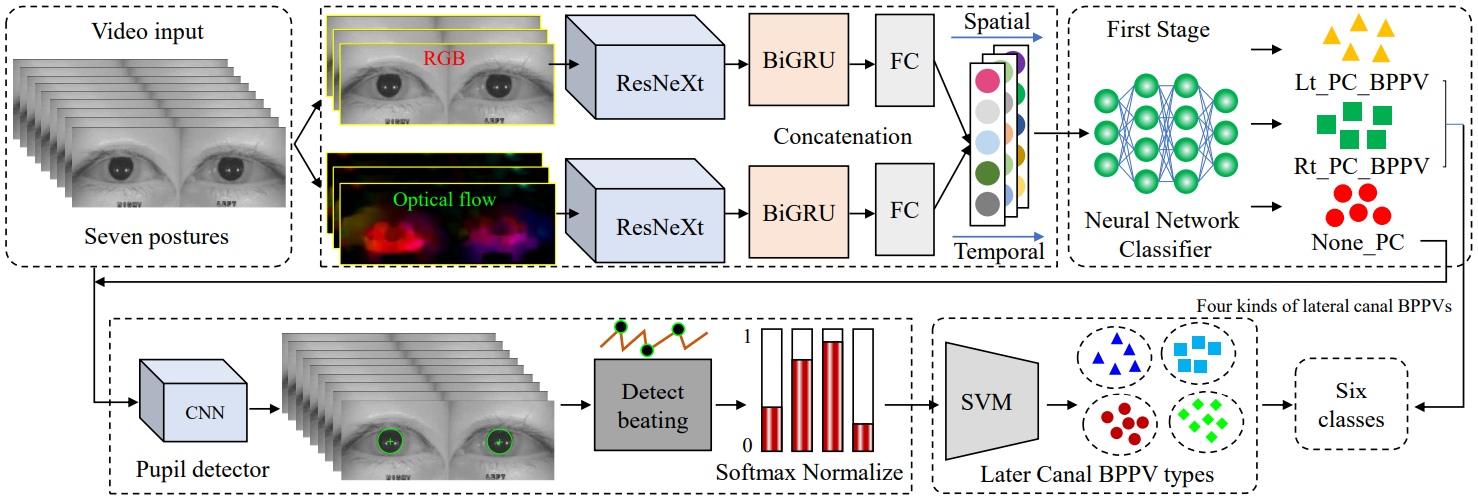 Video input
Seven postures
RGB
RIGHT
LEFT
ResNeXt
BiGRU
FC
Concatenation
Optical flow
ResNeXt
BiGRU
FC
Spatial
Temporal
First Stage
Neural Network
Classifier
Lt_PC_BPPV
Rt_PC_BPPV
None_PC
Four kinds of lateral canal BPPVs
CNN
Pupil detector
Detect
beating
1
0
Softmax Normalize
SVM
Later Canal BPPV types
Six
classes